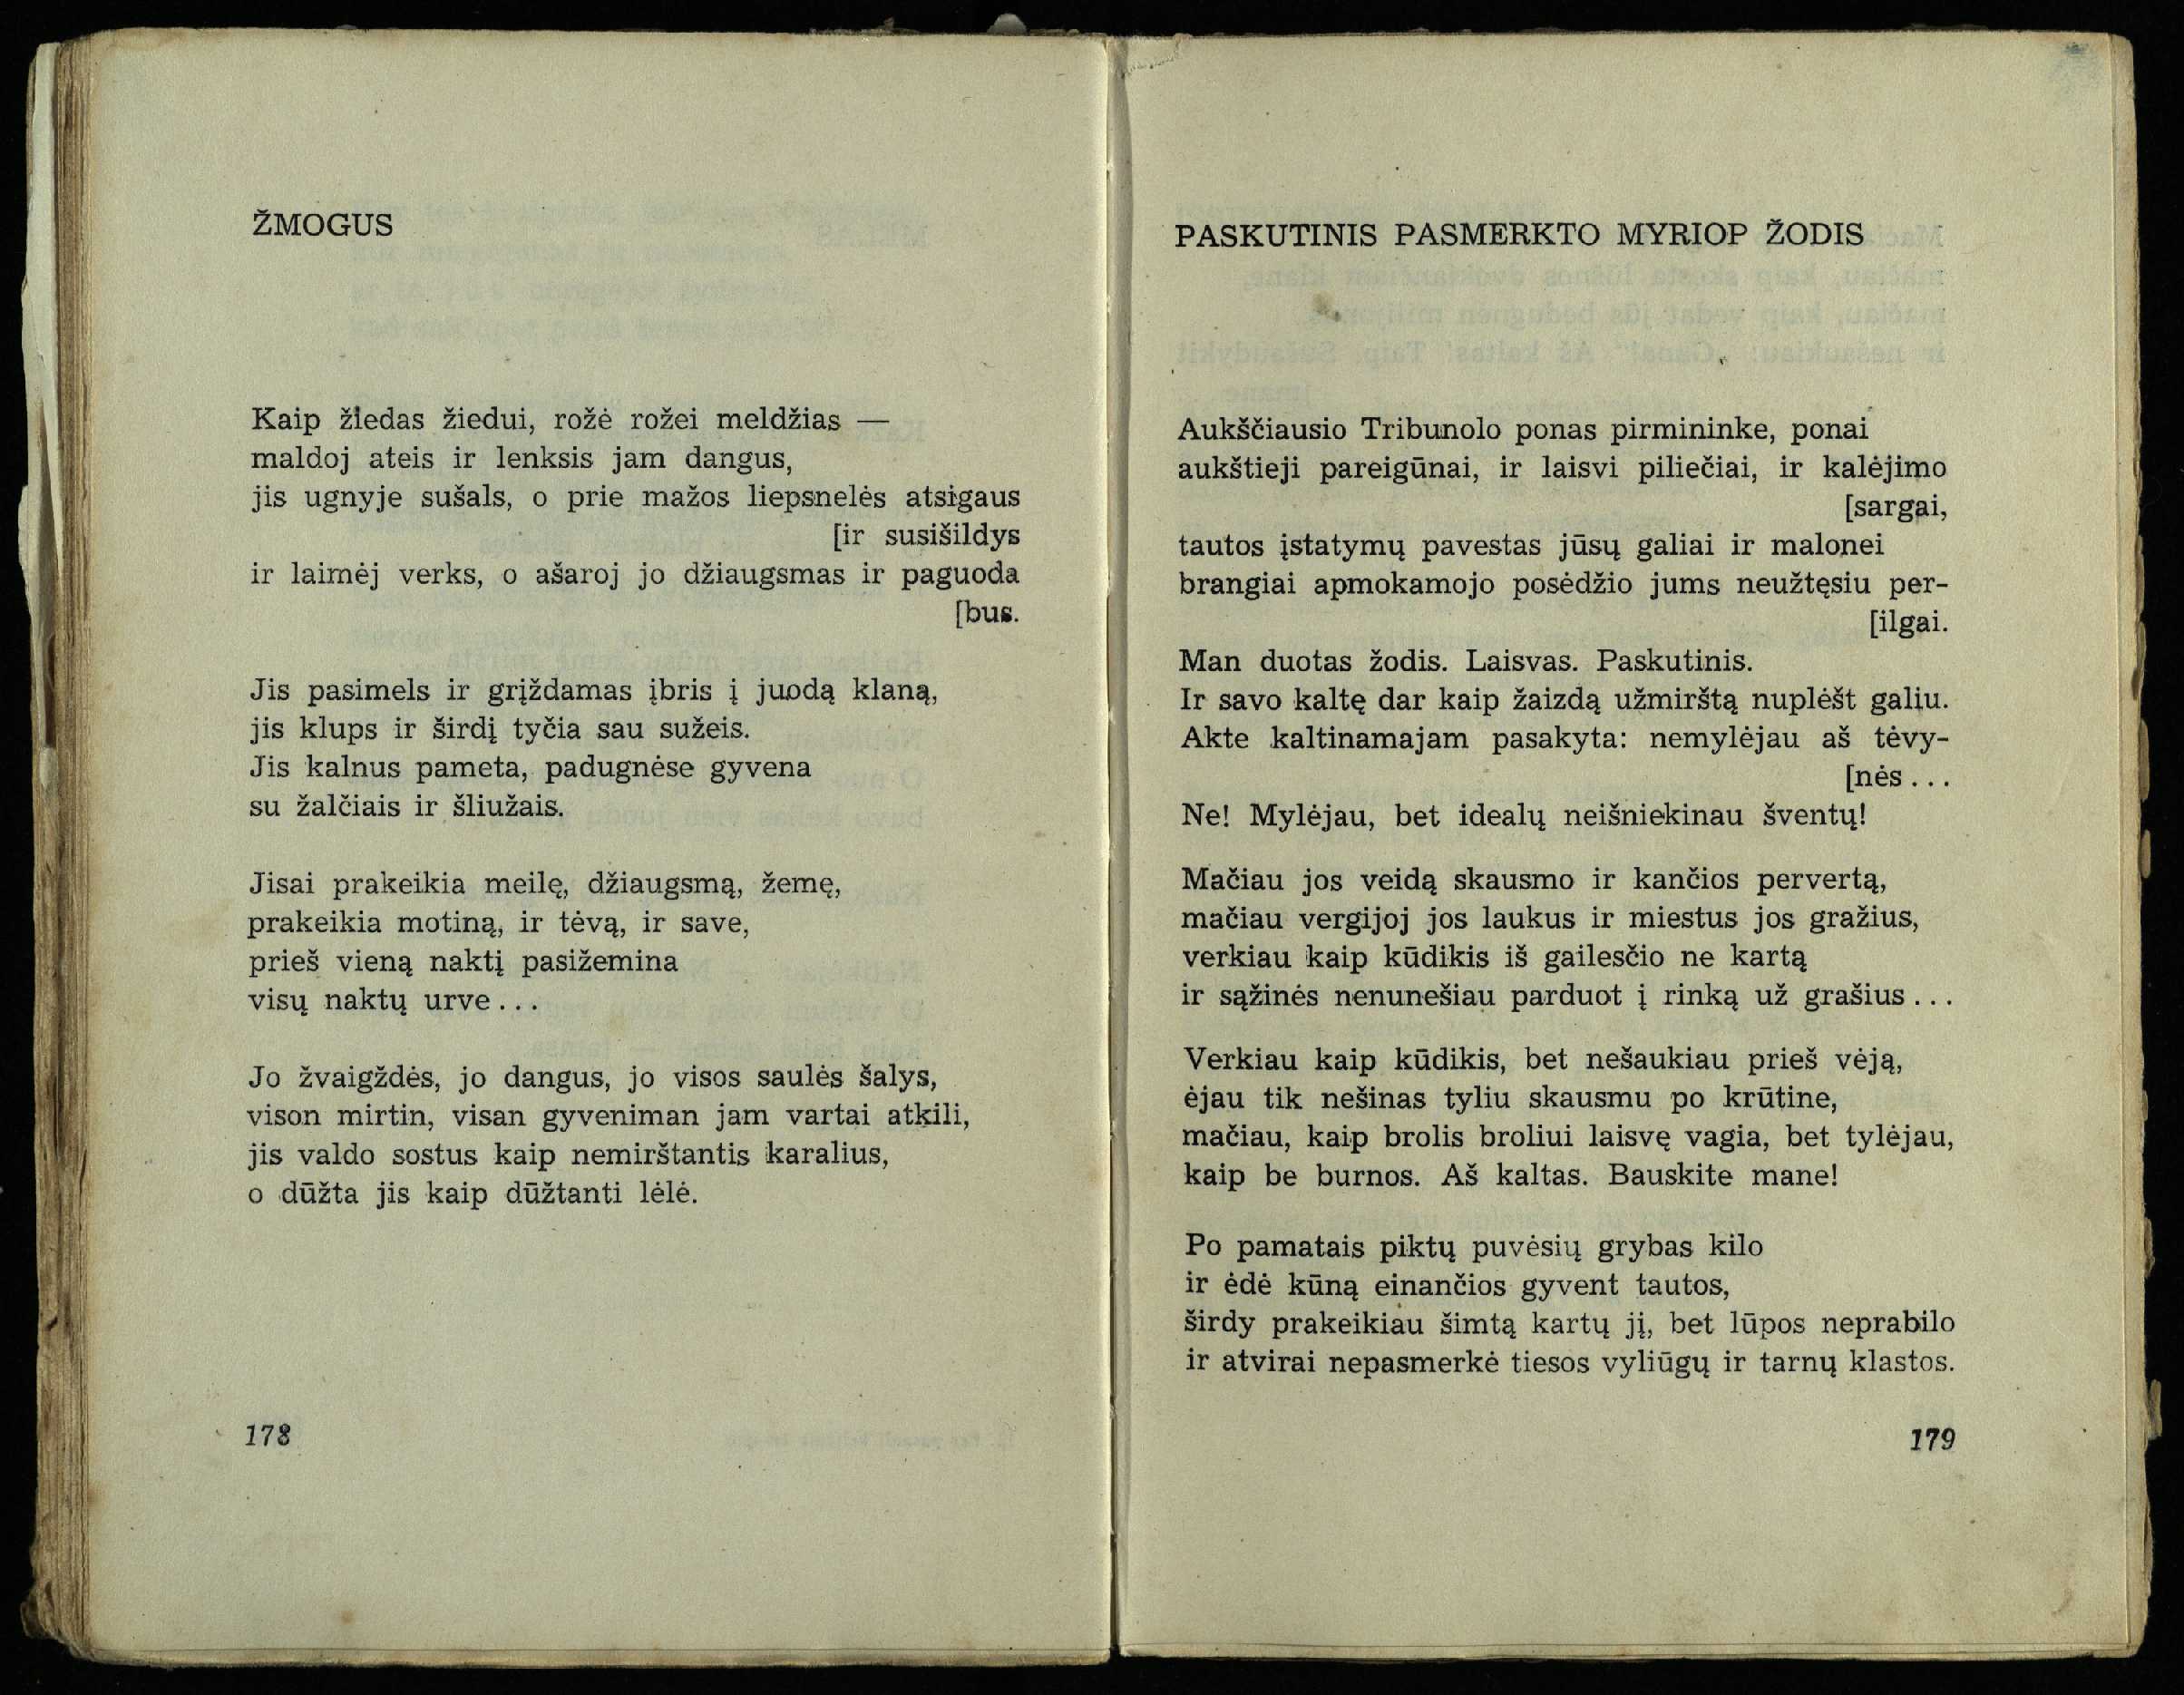 ŽMOGUS
Kaip žiedas žiedui, rožė rožei meldžias —
maldoj ateis ir lenksis jam dangus,
jis ugnyje sušals, o prie mažos liepsnelės atsigaus
[ir susišildys
ir laimėj verks, o ašaroj jo džiaugsmas ir paguoda
[bus.
Jis pasimels ir grįždamas įbris į juodą klaną,
jis klups ir širdį tyčia sau sužeis.
Jis kalnus pameta, padugnėse gyvena
su žalčiais ir šliužais.
Jisai prakeikia meilę, džiaugsmą, žemę,
prakeikia motiną, ir tėvą, ir save,
prieš vieną naktį pasižemina
visų naktų urve...
Jo žvaigždės, jo dangus, jo visos saulės šalys,
vison mirtin, visan gyveniman jam vartai atkili,
jis valdo sostus kaip nemirštantis karalius,
o dūžta jis kaip dūžtanti lėlė.
178
PASKUTINIS PASMERKTO MYRIOP ŽODIS
Aukščiausio Tribunolo ponas pirmininke, ponai
aukštieji pareigūnai, ir laisvi piliečiai, ir kalėjimo
[sargai,
tautos įstatymų pavestas jūsų galiai ir malonei
brangiai apmokamojo posėdžio jums neužtęsiu per-
[ilgai.
Man duotas žodis. Laisvas. Paskutinis.
Ir savo kaltę dar kaip žaizdą užmirštą nuplėšt galiu.
Akte kaltinamajam pasakyta: nemylėjau aš tėvy-
[nės...
Ne! Mylėjau, bet idealų neišniekinau šventų!
Mačiau jos veidą skausmo ir kančios pervertą,
mačiau vergijoj jos laukus ir miestus jos gražius,
verkiau kaip kūdikis iš gailesčio ne kartą
ir sąžinės nenunešiau parduot į rinką už grašius...
Verkiau kaip kūdikis, bet nešaukiau prieš vėją,
ėjau tik nešinas tyliu skausmu po krūtine,
mačiau, kaip brolis broliui laisvę vagia, bet tylėjau,
kaip be burnos. Aš kaltas. Bauskite mane!
Po pamatais piktų puvėsių grybas kilo
ir ėdė kūną einančios gyvent tautos,
širdy prakeikiau šimtą kartų jį, bet lūpos neprabilo
ir atvirai nepasmerkė tiesos vyliūgų ir tarnų klastos.
179